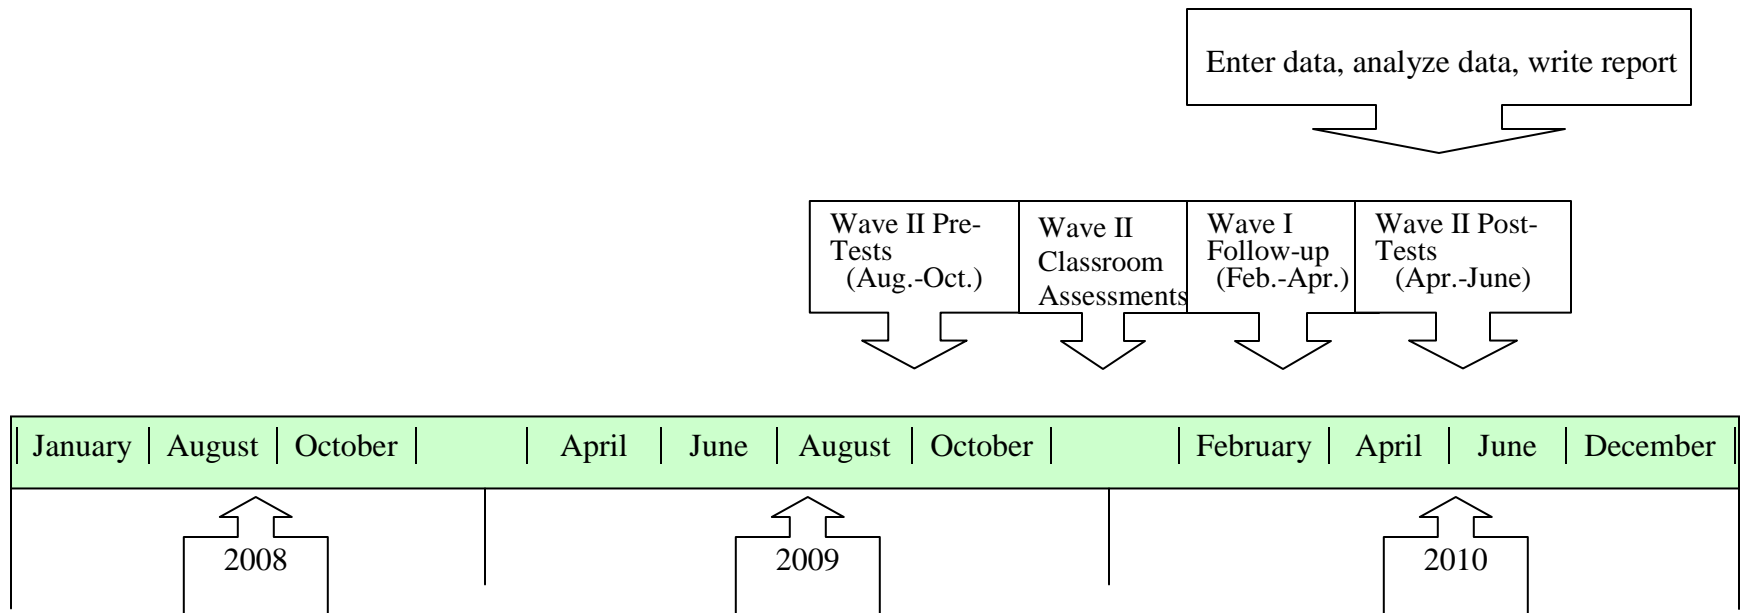 Enter data, analyze data, write report
Wave II Pre-
Tests
(Aug.-Oct.)
Wave II
Classroom
Assessments
Wave I
Follow-up
(Feb.-Apr.)
Wave II Post-
Tests
(Apr.-June)
January August October April June August October February April June December
2008 2009 2010